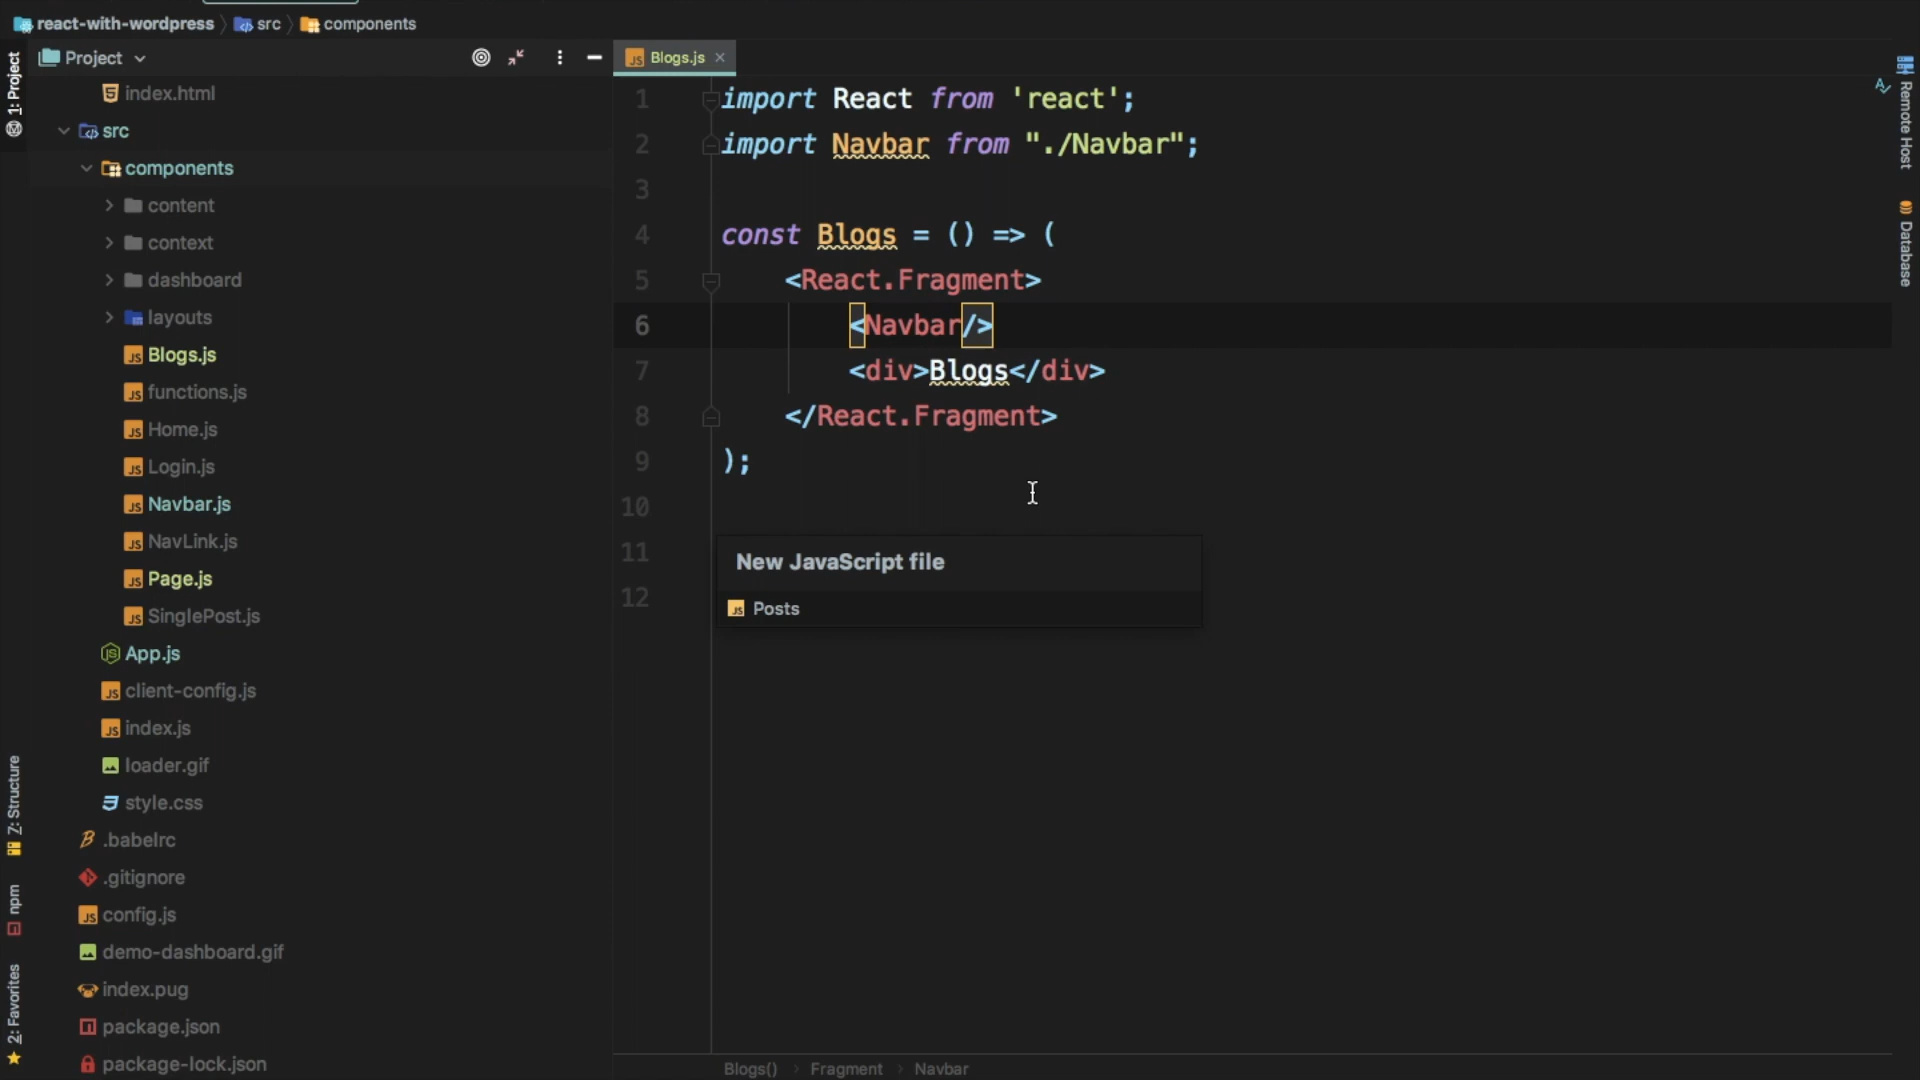 react-with-wordpress
src
components
1: Project
Project
index.html
src
components
content
context
dashboard
layouts
Blogs.js
functions.js
Home.js
Login.js
Navbar.js
NavLink.js
Page.js
SinglePost.js
App.js
client-config.js
index.js
loader.gif
style.css
.babelrc
.gitignore
config.js
demo-dashboard.gif
index.pug
package.json
package-lock.json
Z: Structure
npm
2: Favorites
Blogs.js
1 import React from 'react';
2 import Navbar from "./Navbar";
3
4 const Blogs = () => (
5 <React.Fragment>
6 <Navbar/>
7 <div>Blogs</div>
8 </React.Fragment>
9 );
10
11
12
New JavaScript file
JS Posts
Blogs() › Fragment › Navbar
Remote Host
Database